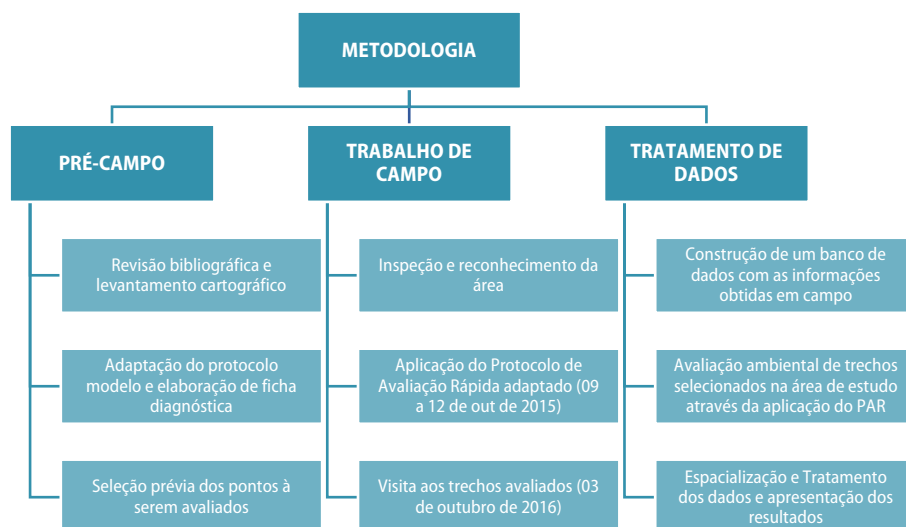 METODOLOGIA
PRÉ-CAMPO
Revisão bibliográfica e
levantamento cartográfico
Adaptação do protocolo
modelo e elaboração de ficha
diagnóstica
Seleção prévia dos pontos à
serem avaliados
TRABALHO DE
CAMPO
Inspeção e reconhecimento da
área
Aplicação do Protocolo de
Avaliação Rápida adaptado (09
a 12 de out de 2015)
Visita aos trechos avaliados (03
de outubro de 2016)
TRATAMENTO DE
DADOS
Construção de um banco de
dados com as informações
obtidas em campo
Avaliação ambiental de trechos
selecionados na área de estudo
através da aplicação do PAR
Espacialização e Tratamento
dos dados e apresentação dos
resultados